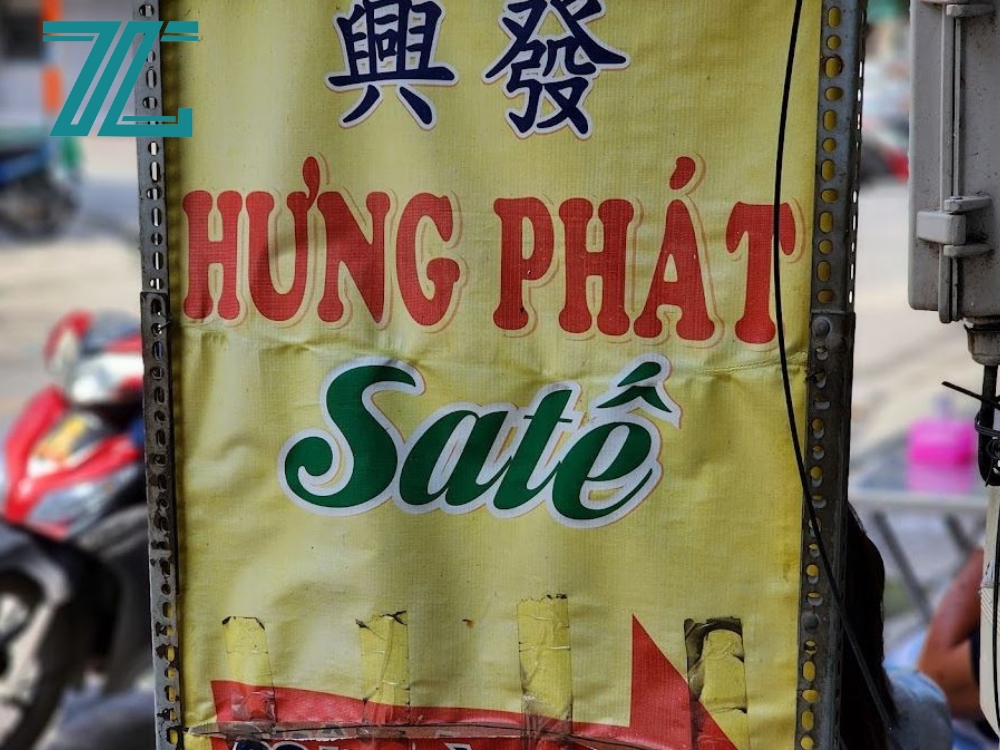 興發
HƯNG PHÁT
Satế